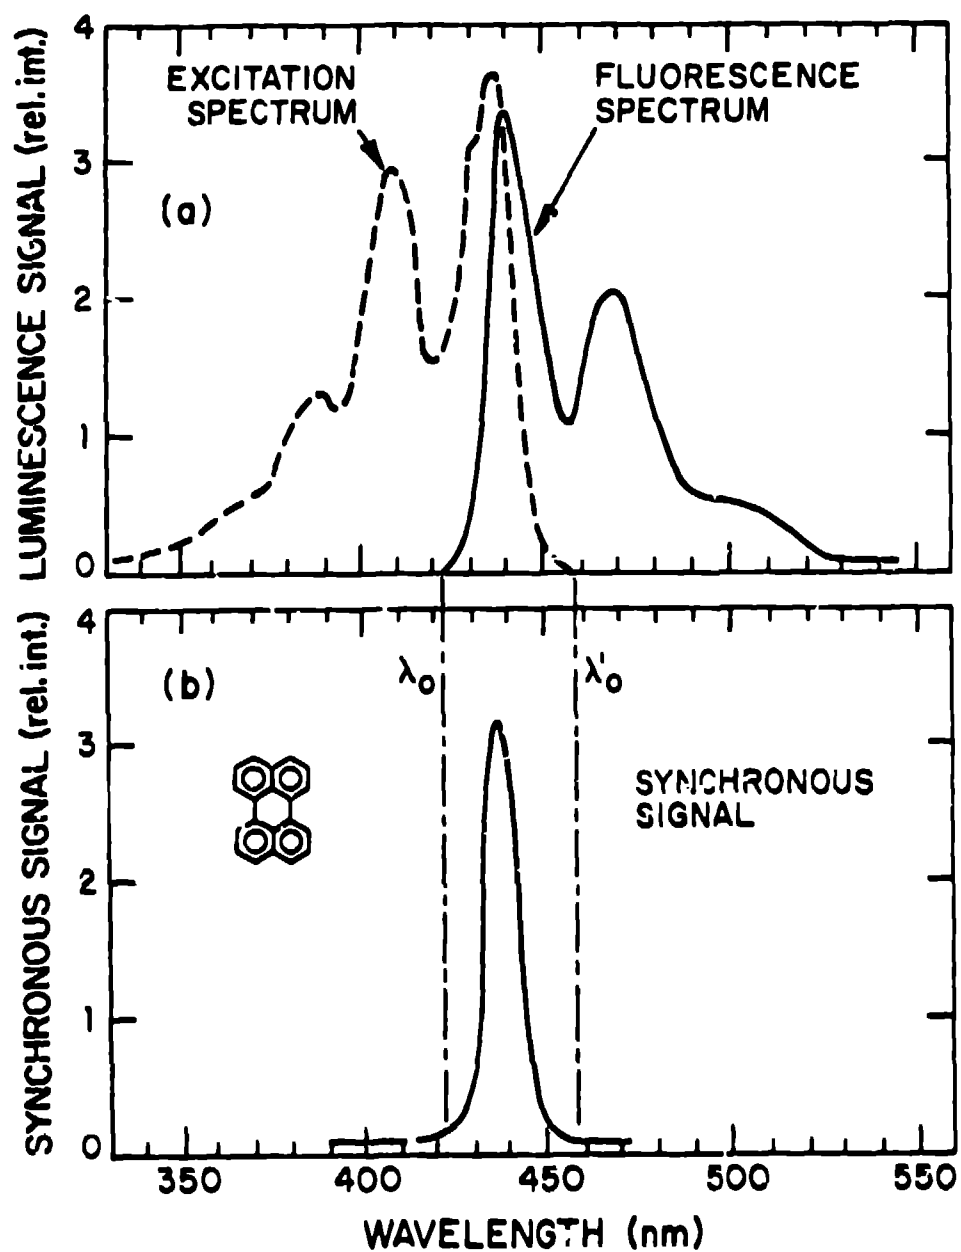 4
3
2
1
0
LUMINESCENCE SIGNAL (rel. int.)
EXCITATION
SPECTRUM
FLUORESCENCE
SPECTRUM
(a)
4
3
2
1
0
SYNCHRONOUS SIGNAL (rel. int.)
(b)
λo
λ'o
SYNCHRONOUS
SIGNAL
350 400 450 500 550
WAVELENGTH (nm)